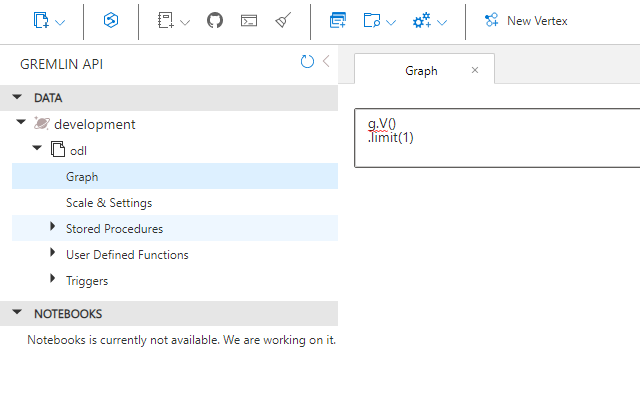 New Vertex
GREMLIN API
DATA
development
odl
Graph
Scale & Settings
Stored Procedures
User Defined Functions
Triggers
NOTEBOOKS
Notebooks is currently not available. We are working on it.
Graph
g.V()
.limit(1)